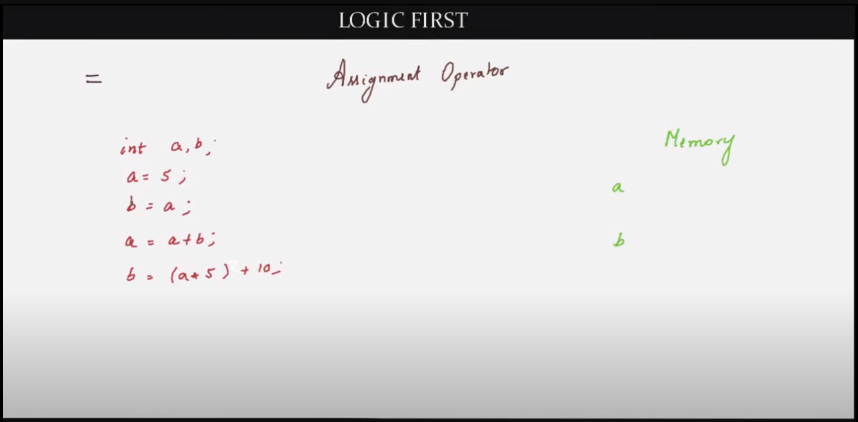 LOGIC FIRST
= Assignment Operator
int a, b;
a = 5;
b = a;
a = a+b;
b = (a*5) + 10;
Memory
a
b